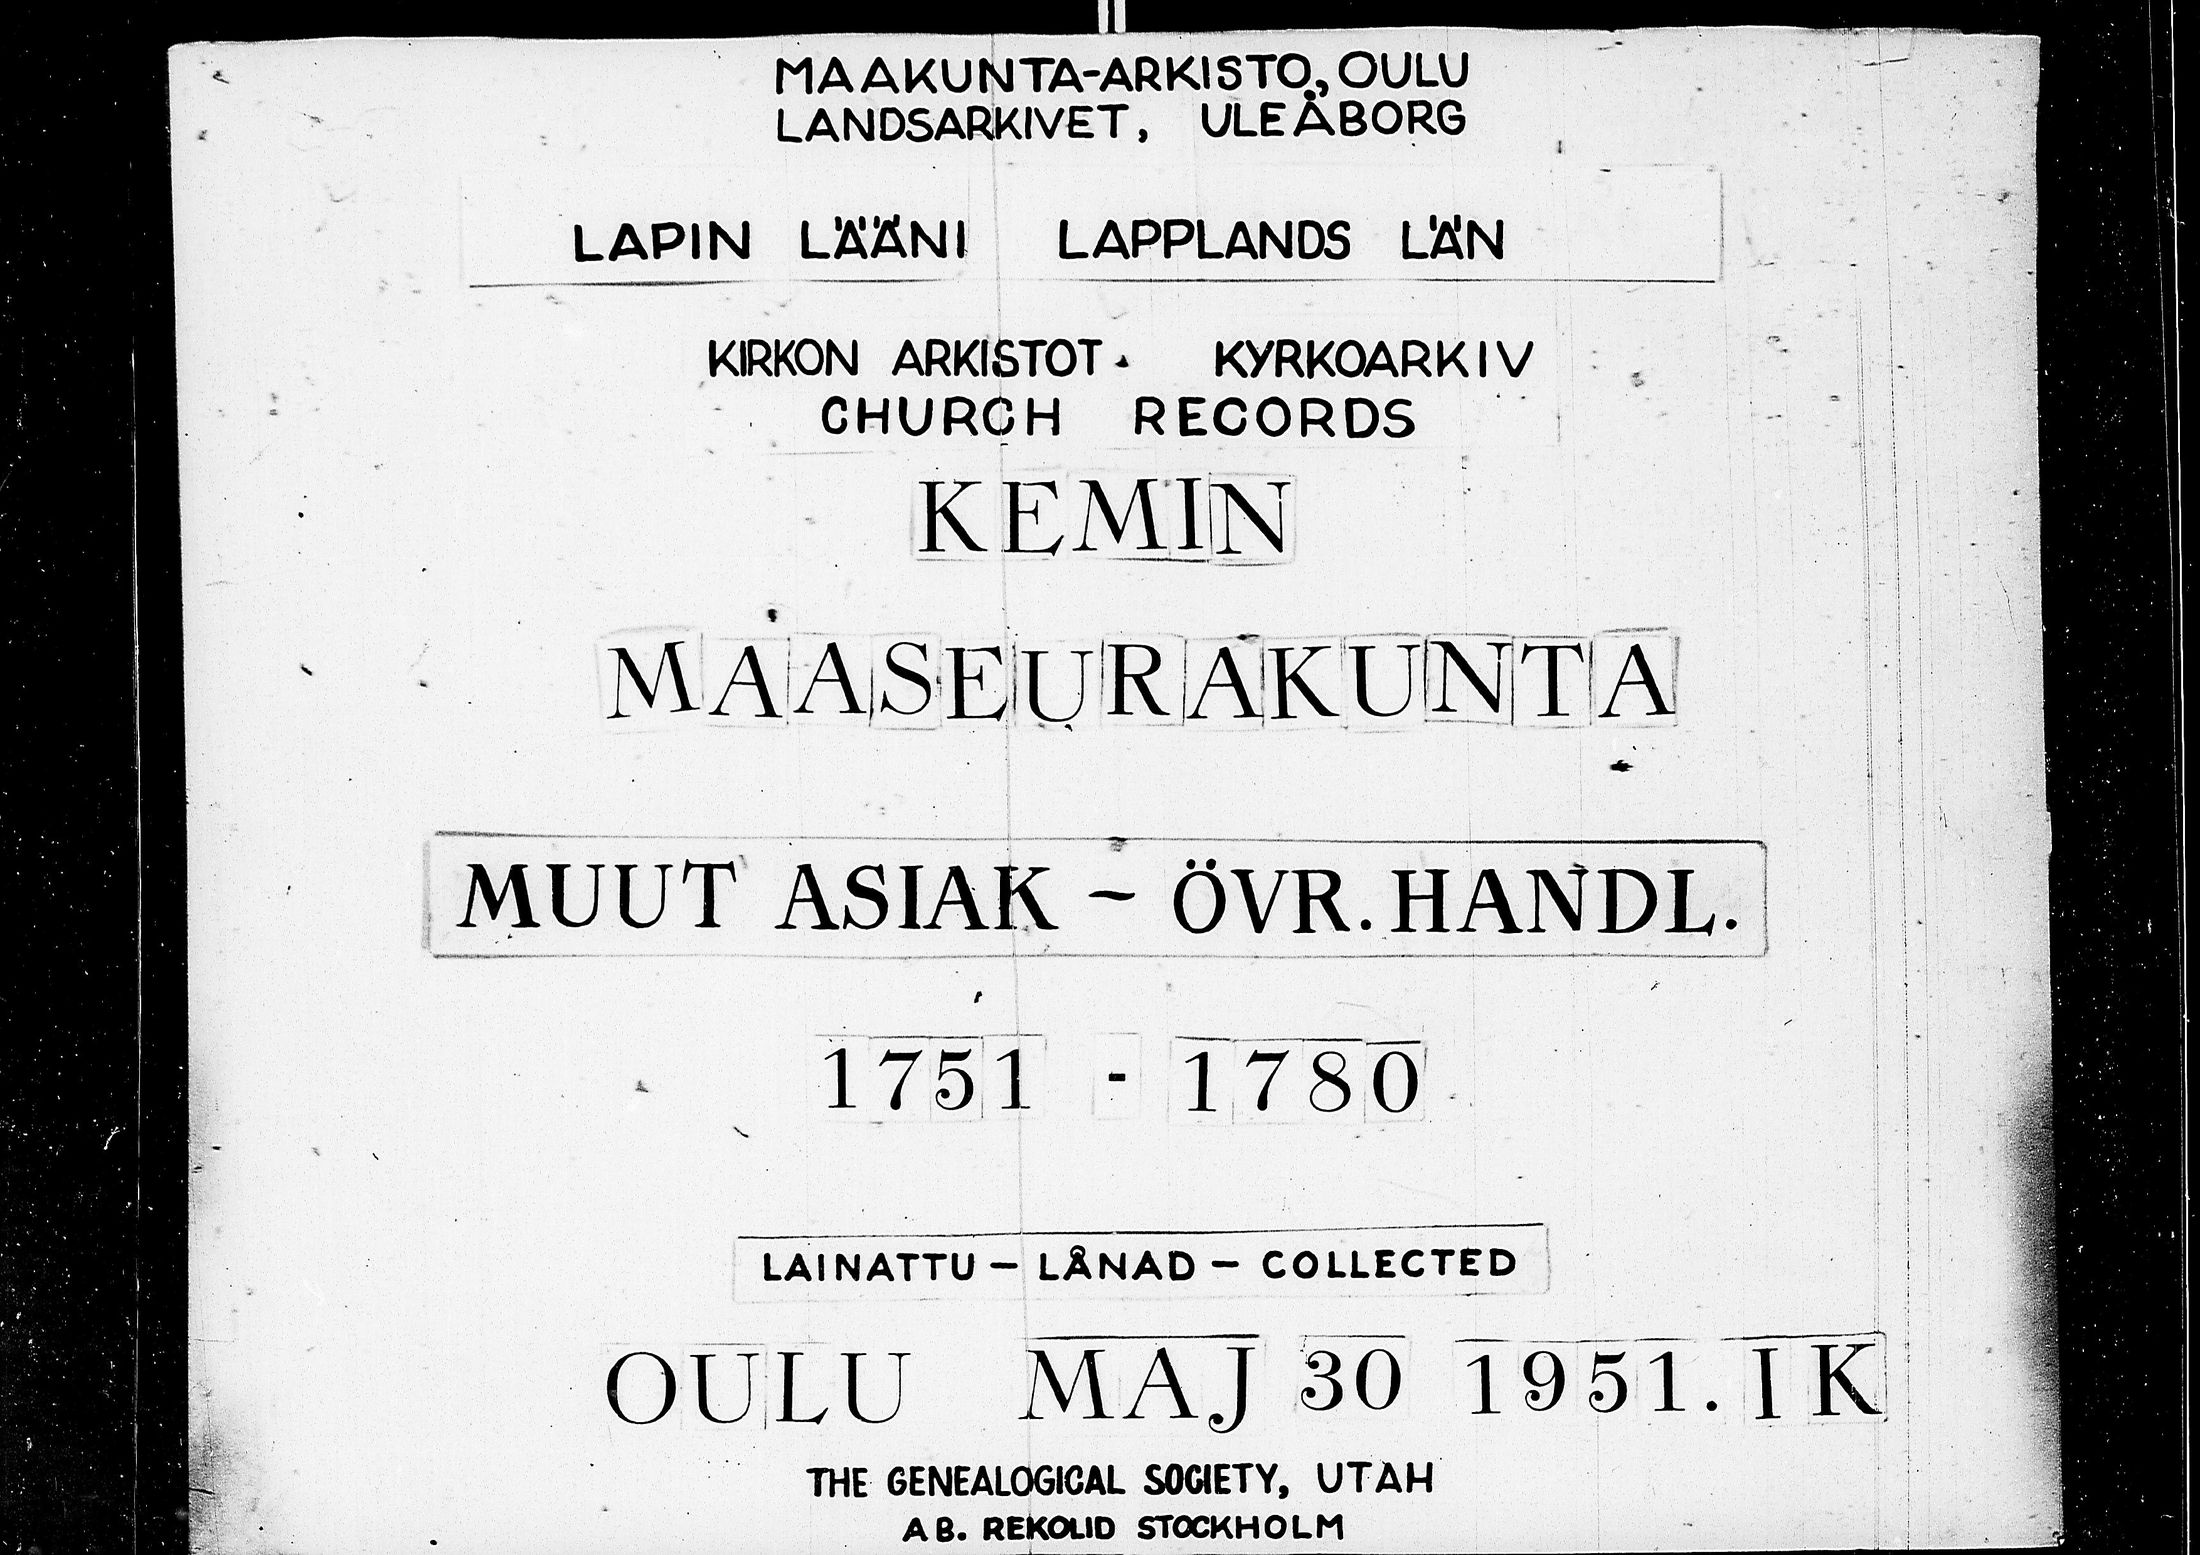 MAAKUNTA-ARKISTO, OULU
LANDSARKIVET, ULEÅBORG
LAPIN LÄÄNI LAPPLANDS LÄN
KIRKON ARKISTOT. KYRKOARKIV
CHURCH RECORDS
KEMIN
MAASEURAKUNTA
MUUT ASIAK - ÖVR. HANDL.
1751 - 1780
LAINATTU - LÅNAD - COLLECTED
OULU MAJ 30 1951. IK
THE GENEALOGICAL SOCIETY, UTAH
AB. REKOLID STOCKHOLM